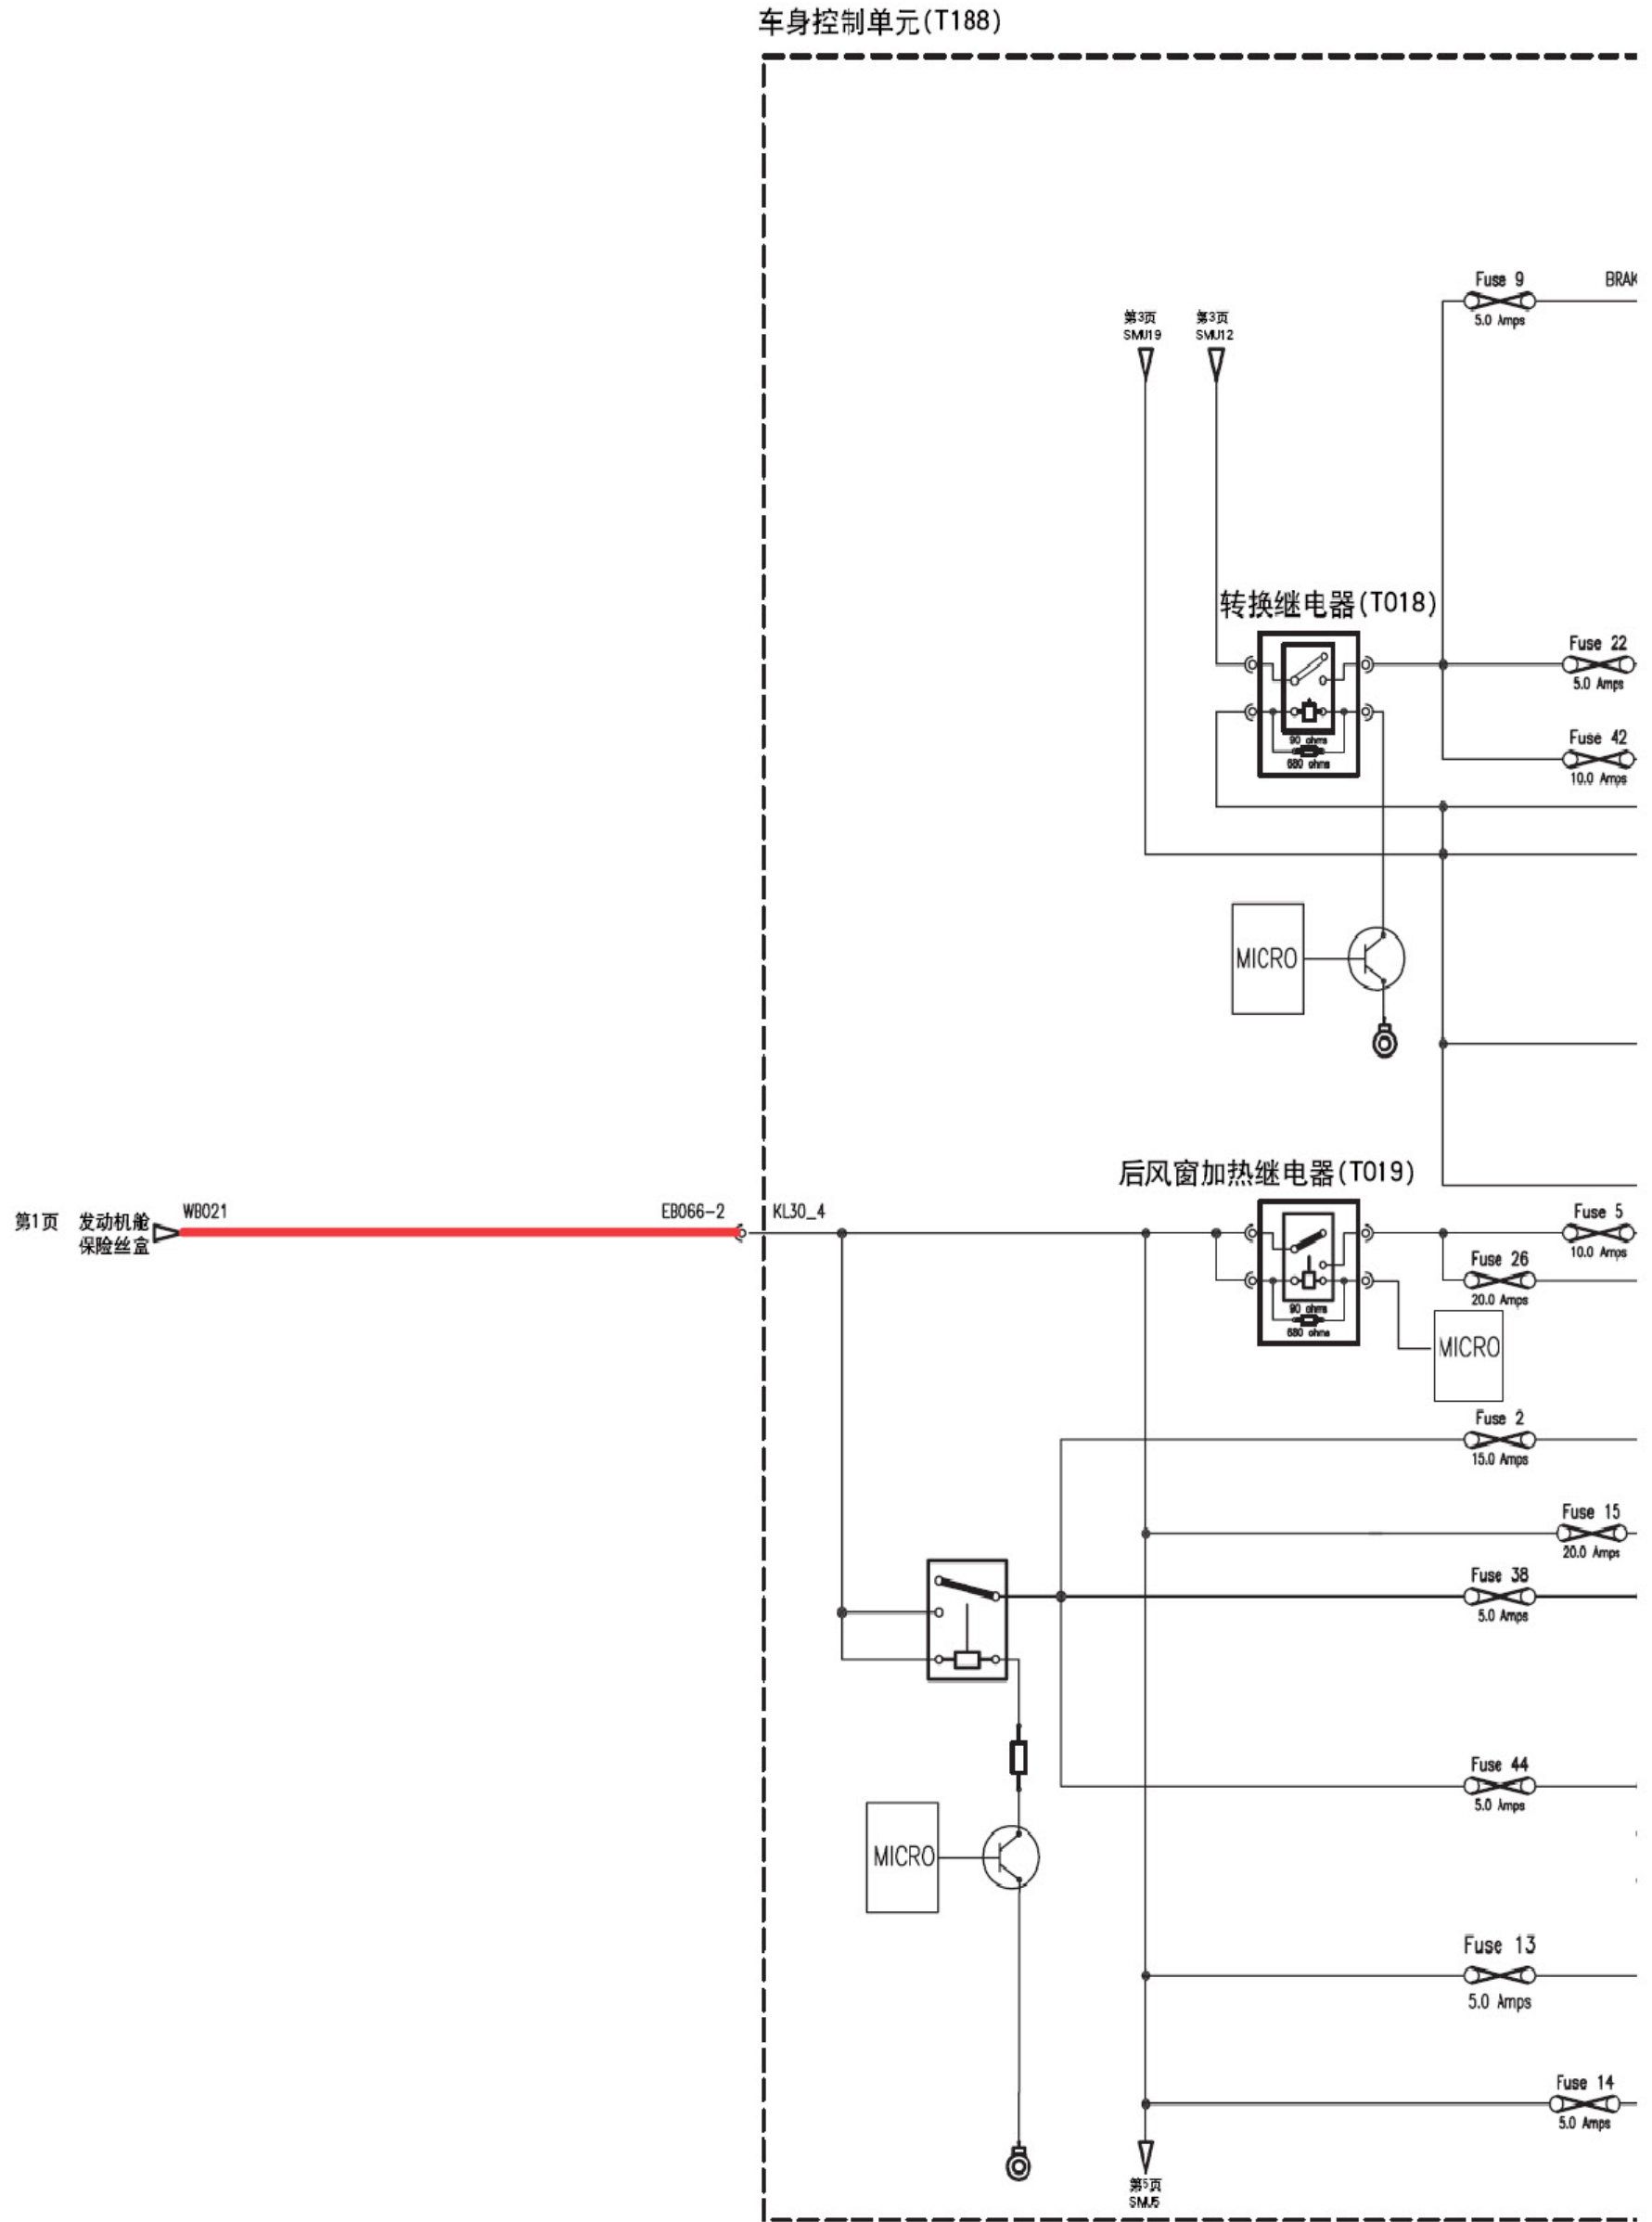 车身控制单元(T188)
Fuse 9
BRAK
5.0 Amps
第3页
SMU19
第3页
SMU12
转换继电器(T018)
Fuse 22
5.0 Amps
90 ohms
680 ohms
Fuse 42
10.0 Amps
MICRO
后风窗加热继电器(T019)
第1页
发动机舱
保险丝盒
WB021
EB066-2
KL30_4
Fuse 5
10.0 Amps
Fuse 26
20.0 Amps
90 ohms
680 ohms
MICRO
Fuse 2
15.0 Amps
Fuse 15
20.0 Amps
Fuse 38
5.0 Amps
Fuse 44
5.0 Amps
MICRO
Fuse 13
5.0 Amps
Fuse 14
5.0 Amps
第5页
SMU5